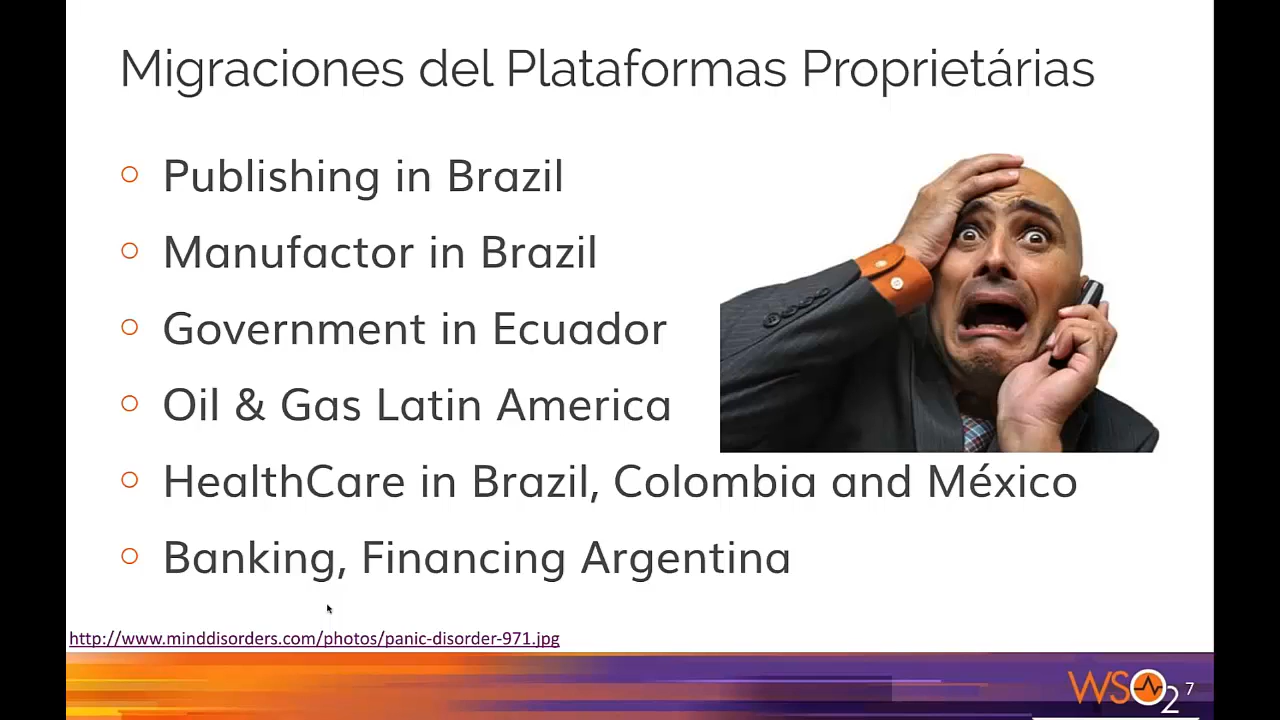 Migraciones del Plataformas Proprietárias
Publishing in Brazil
Manufactor in Brazil
Government in Ecuador
Oil & Gas Latin America
HealthCare in Brazil, Colombia and México
Banking, Financing Argentina
http://www.minddisorders.com/photos/panic-disorder-971.jpg
WSO2 7